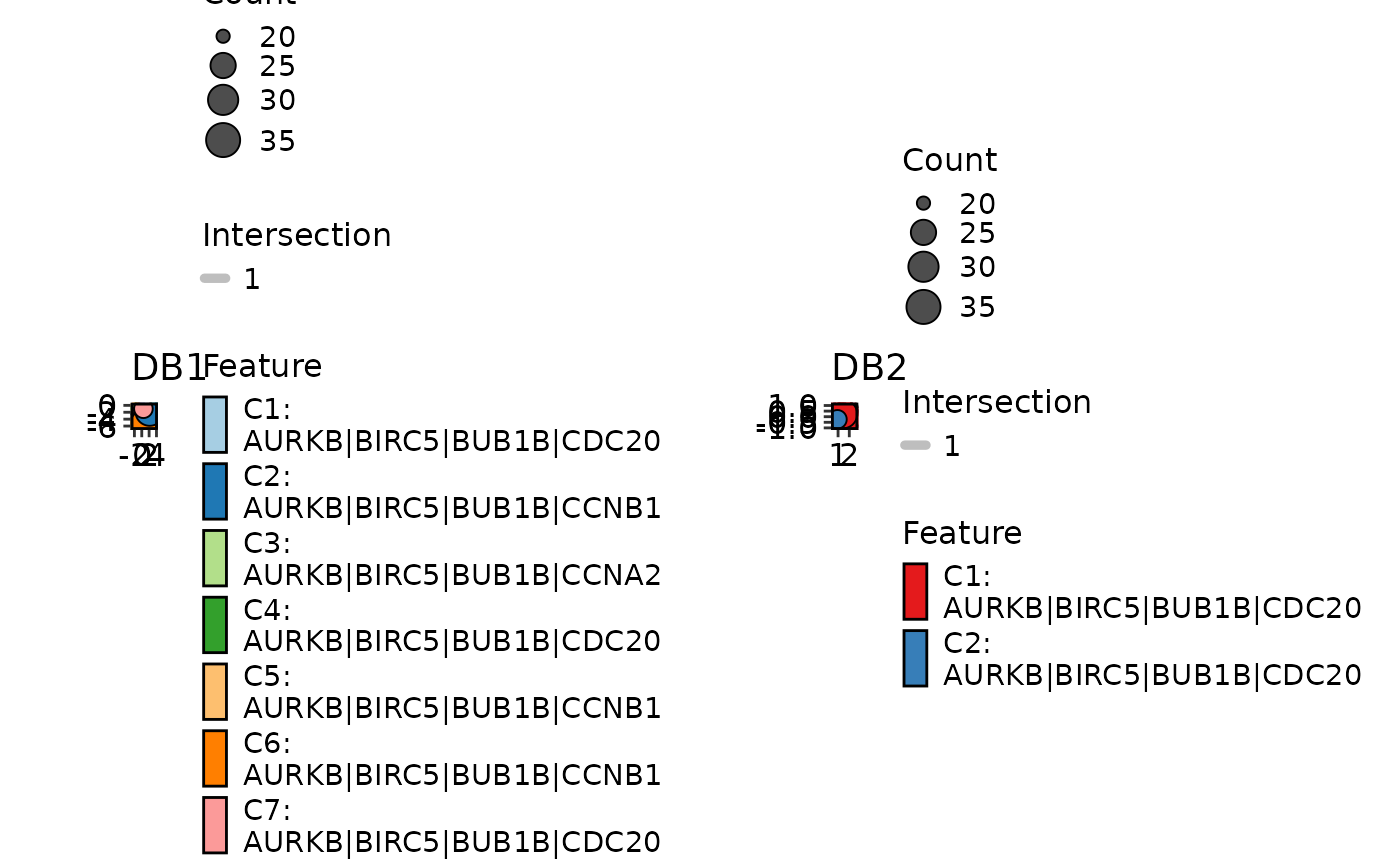 Count
20
25
30
35
Intersection
1
DB1
Feature
C1:
AURKB|BIRC5|BUB1B|CDC20
C2:
AURKB|BIRC5|BUB1B|CCNB1
C3:
AURKB|BIRC5|BUB1B|CCNA2
C4:
AURKB|BIRC5|BUB1B|CDC20
C5:
AURKB|BIRC5|BUB1B|CCNB1
C6:
AURKB|BIRC5|BUB1B|CCNB1
C7:
AURKB|BIRC5|BUB1B|CDC20
Count
20
25
30
35
DB2
1 2
Intersection
1
Feature
C1:
AURKB|BIRC5|BUB1B|CDC20
C2:
AURKB|BIRC5|BUB1B|CDC20